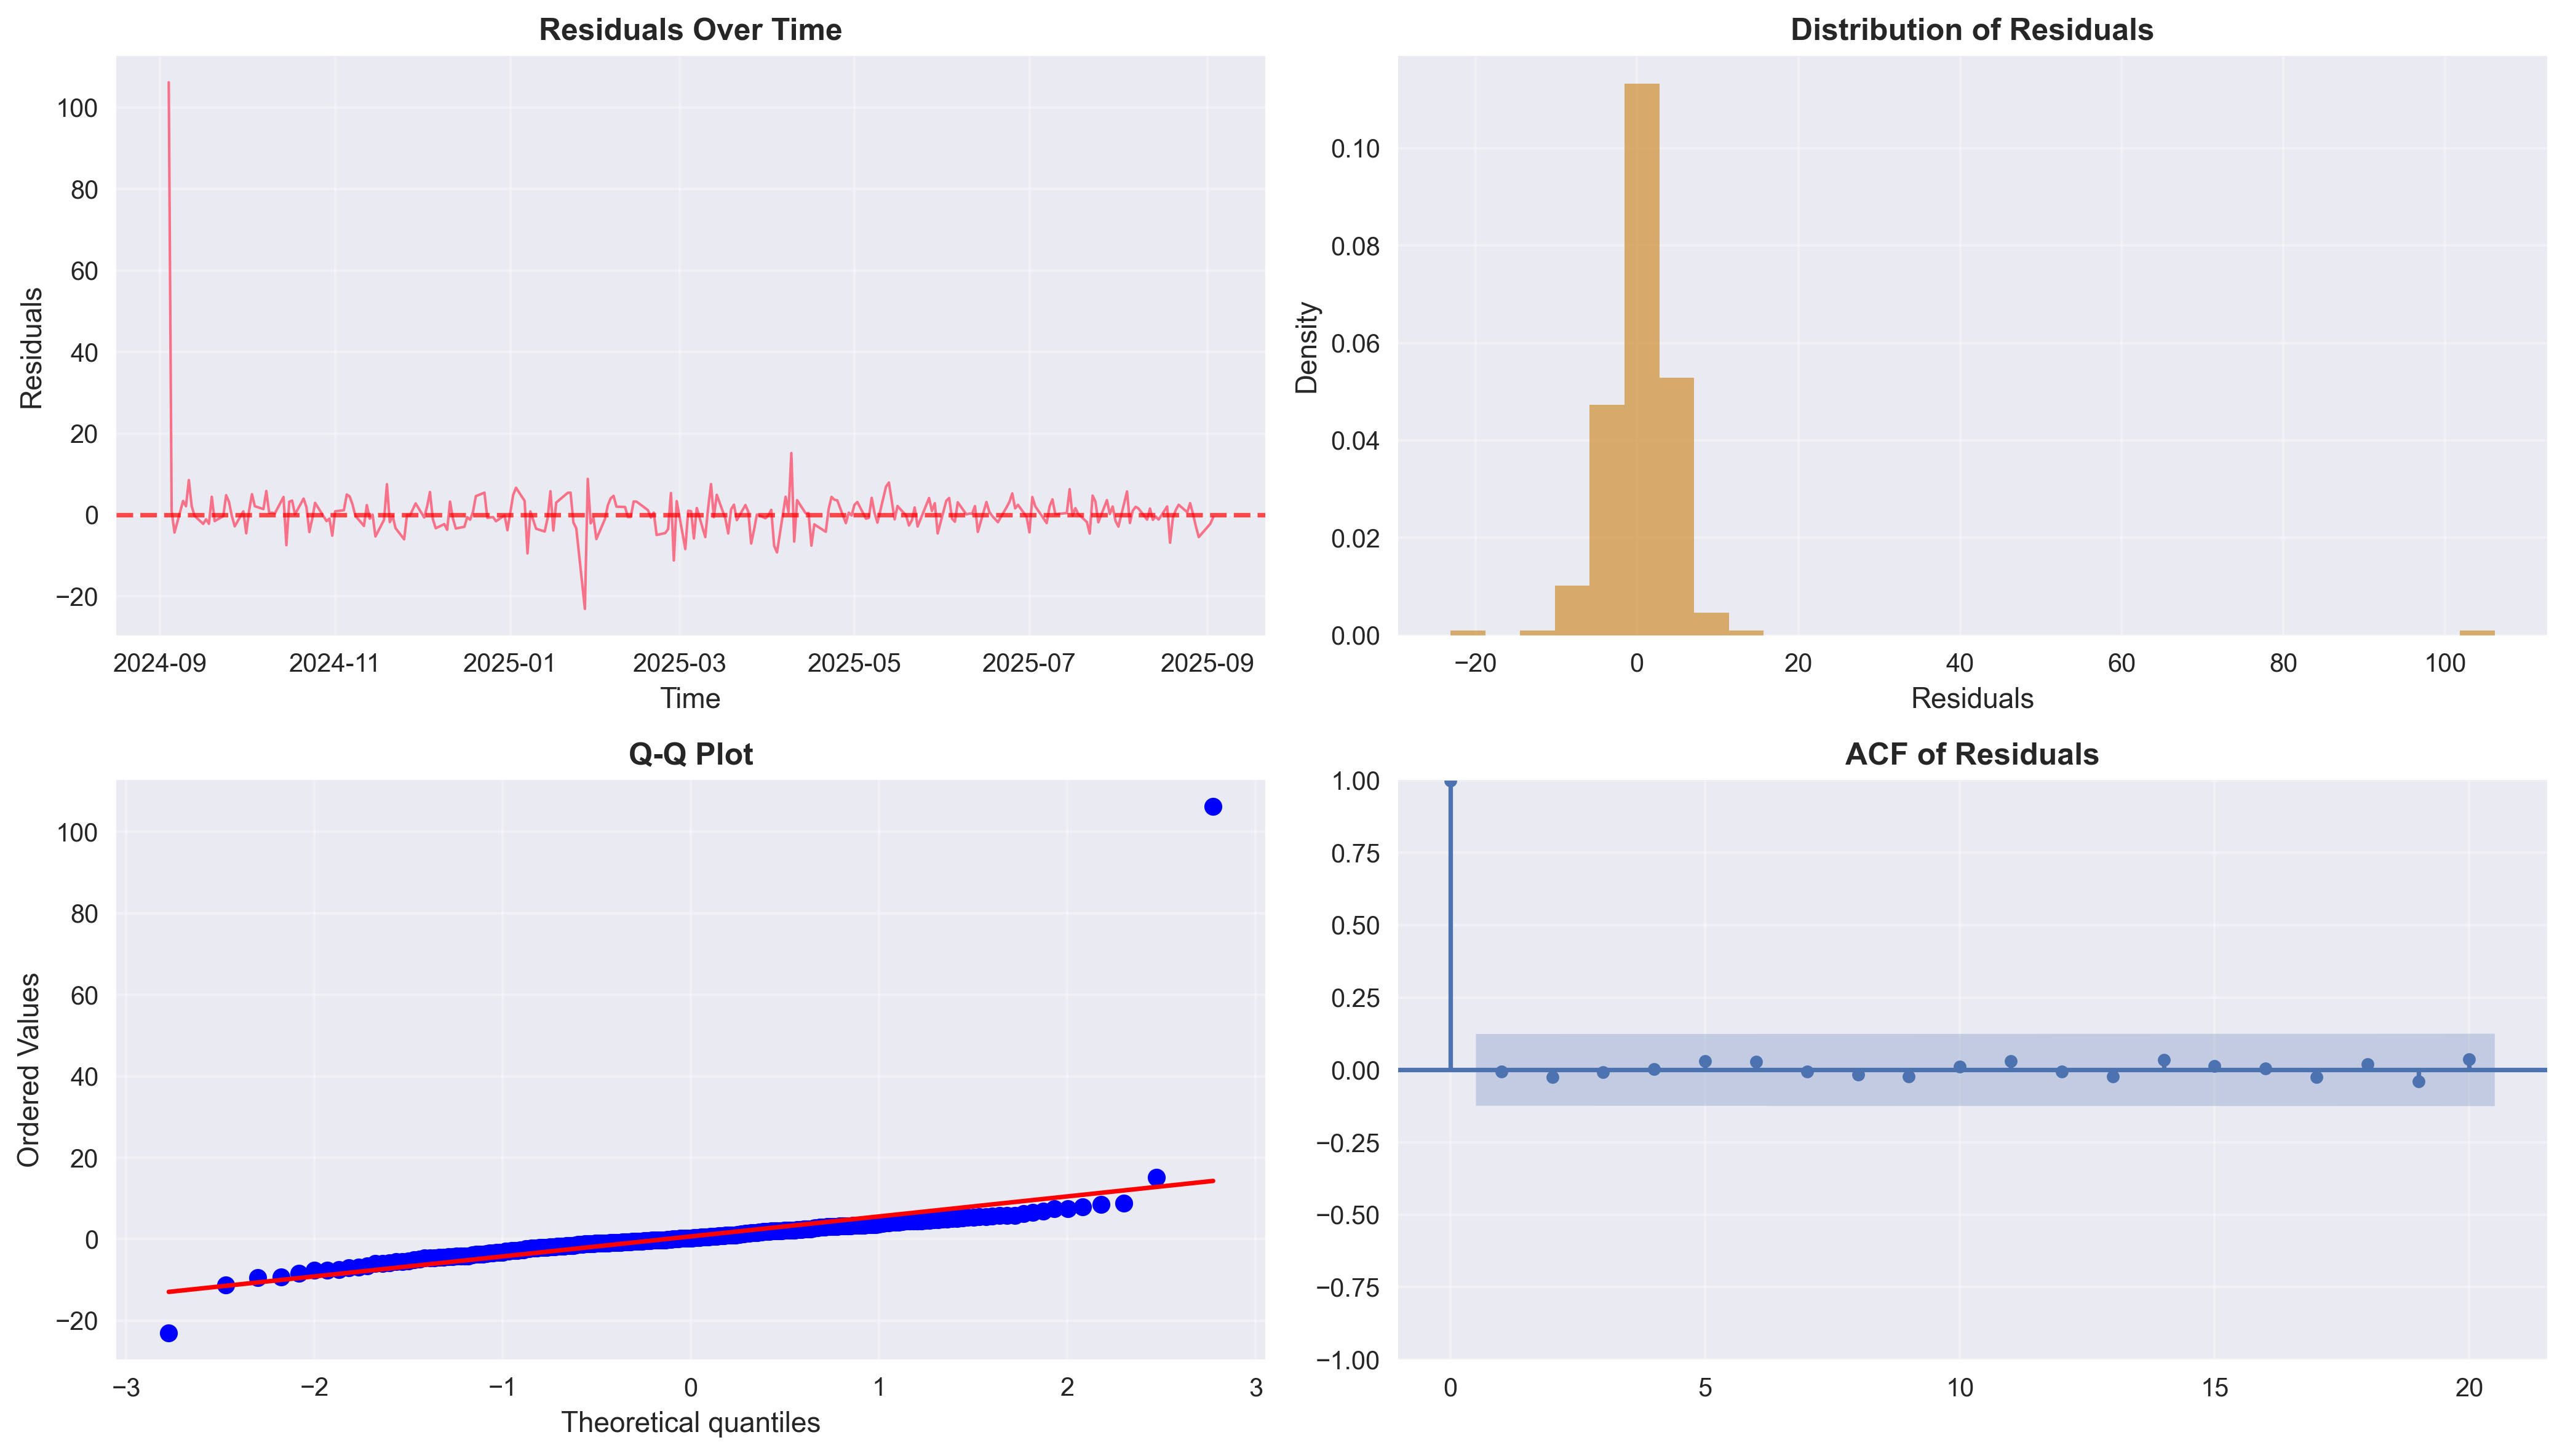 Residuals Over Time
100
80
60
40
20
0
−20
Residuals
2024-09 2024-11 2025-01 2025-03 2025-05 2025-07 2025-09
Time
Distribution of Residuals
0.10
0.08
0.06
0.04
0.02
0.00
Density
−20 0 20 40 60 80 100
Residuals
Q-Q Plot
100
80
60
40
20
0
−20
Ordered Values
−3 −2 −1 0 1 2 3
Theoretical quantiles
ACF of Residuals
1.00
0.75
0.50
0.25
0.00
−0.25
−0.50
−0.75
−1.00
0 5 10 15 20